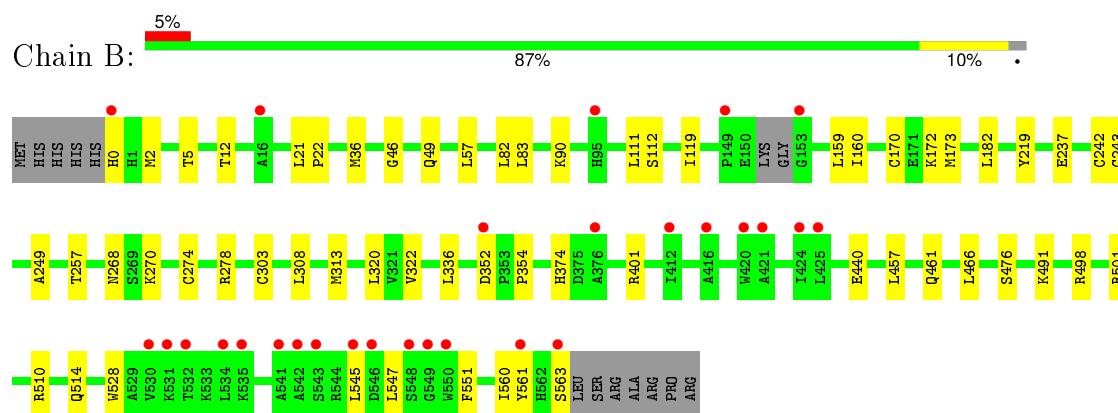 5%
Chain B:
87% 10% •
MET HIS HIS HIS HIS H0 H1 M2 T5 T12 A16 L21 P22 M36 G46 Q49 L57 L82 L83 K90 H95 L111 S112 I119 P149 E150 LYS GLY G153 L159 I160 G170 E171 K172 M173 L182 Y219 E237 C242
A249 T257 N268 S269 K270 C274 R278 C303 L308 M313 L320 V321 V322 L336 D352 P353 P354 H374 D375 A376 R401 I412 A416 W420 A421 I424 L425 E440 L457 Q461 L466 S476 K491 R498
R510 Q514 W528 A529 V530 K531 T532 K533 L534 K535 A541 A542 S543 R544 L545 D546 L547 S548 G549 W550 F551 I560 Y561 H562 S563 LEU SER ARG ALA ARG PRO ARG